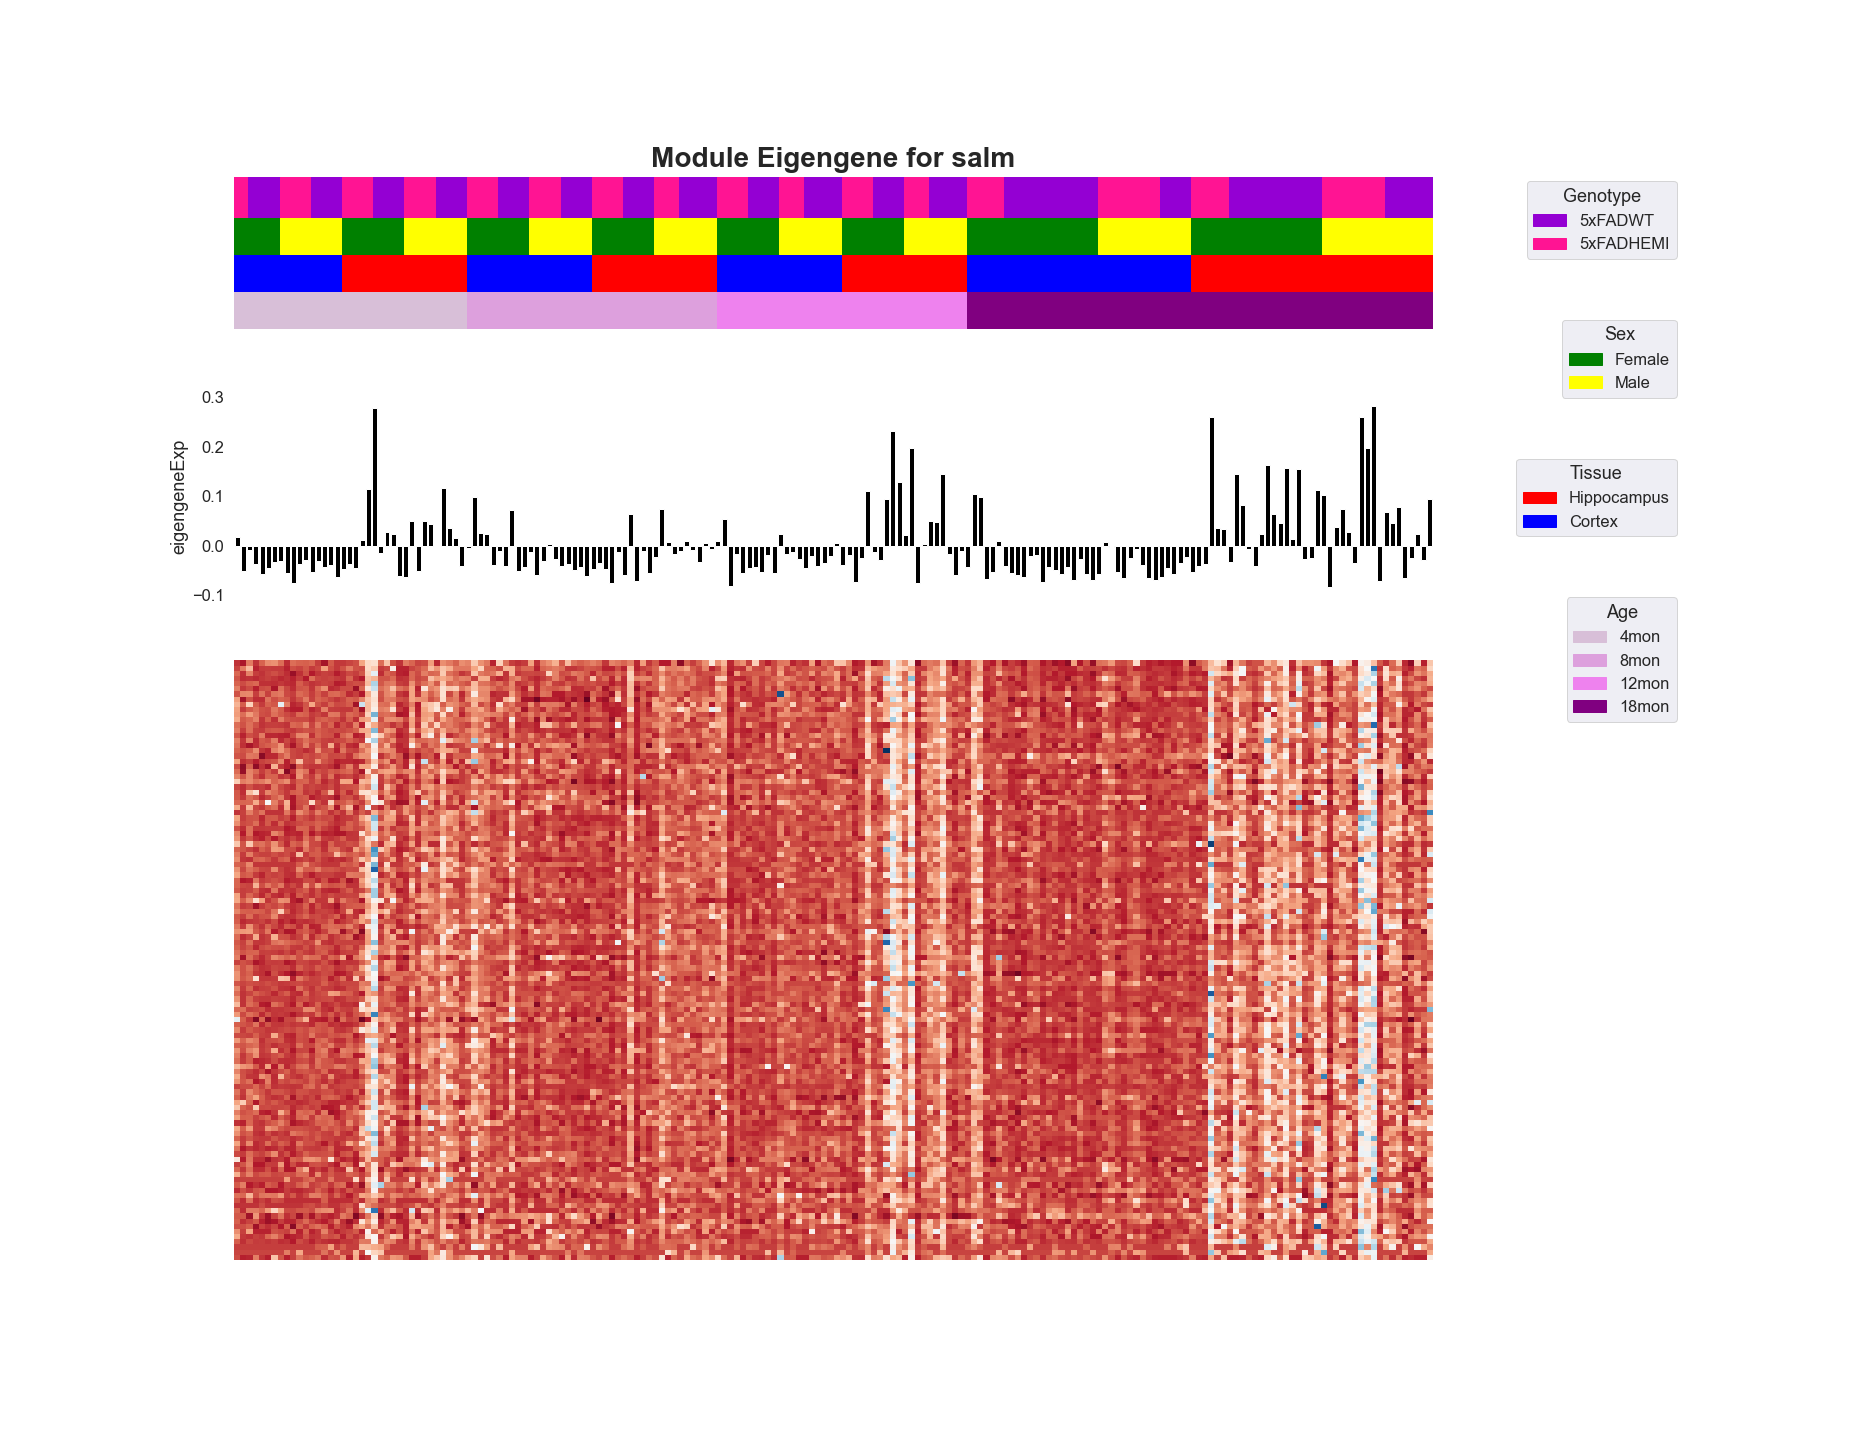 Module Eigengene for salm
Genotype
5xFADWT
5xFADHEMI
Sex
Female
Male
0.3
0.2
0.1
0.0
−0.1
eigengeneExp
Tissue
Hippocampus
Cortex
Age
4mon
8mon
12mon
18mon